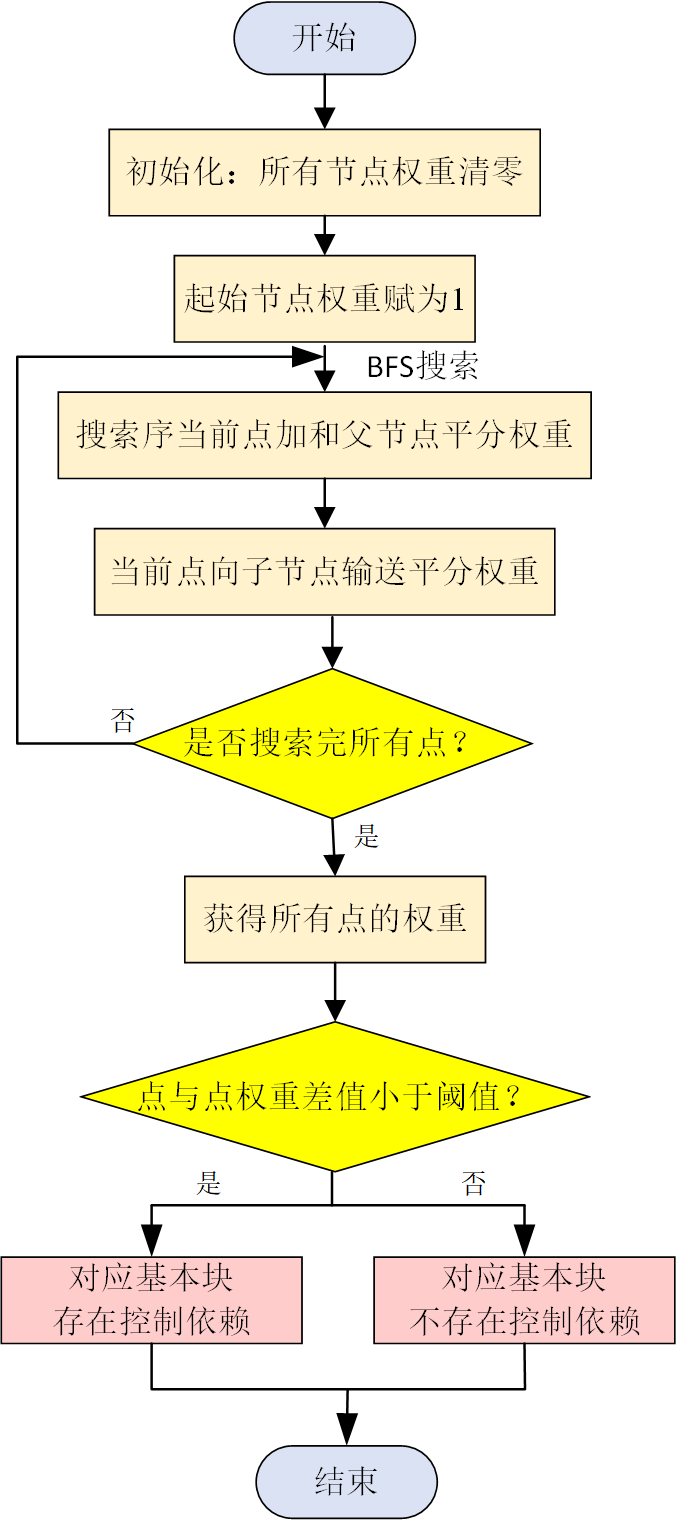 开始
初始化：所有节点权重清零
起始节点权重赋为1
BFS搜索
搜索序当前点加和父节点平分权重
当前点向子节点输送平分权重
否
是否搜索完所有点？
是
获得所有点的权重
点与点权重差值小于阈值？
是
否
对应基本块
存在控制依赖
对应基本块
不存在控制依赖
结束